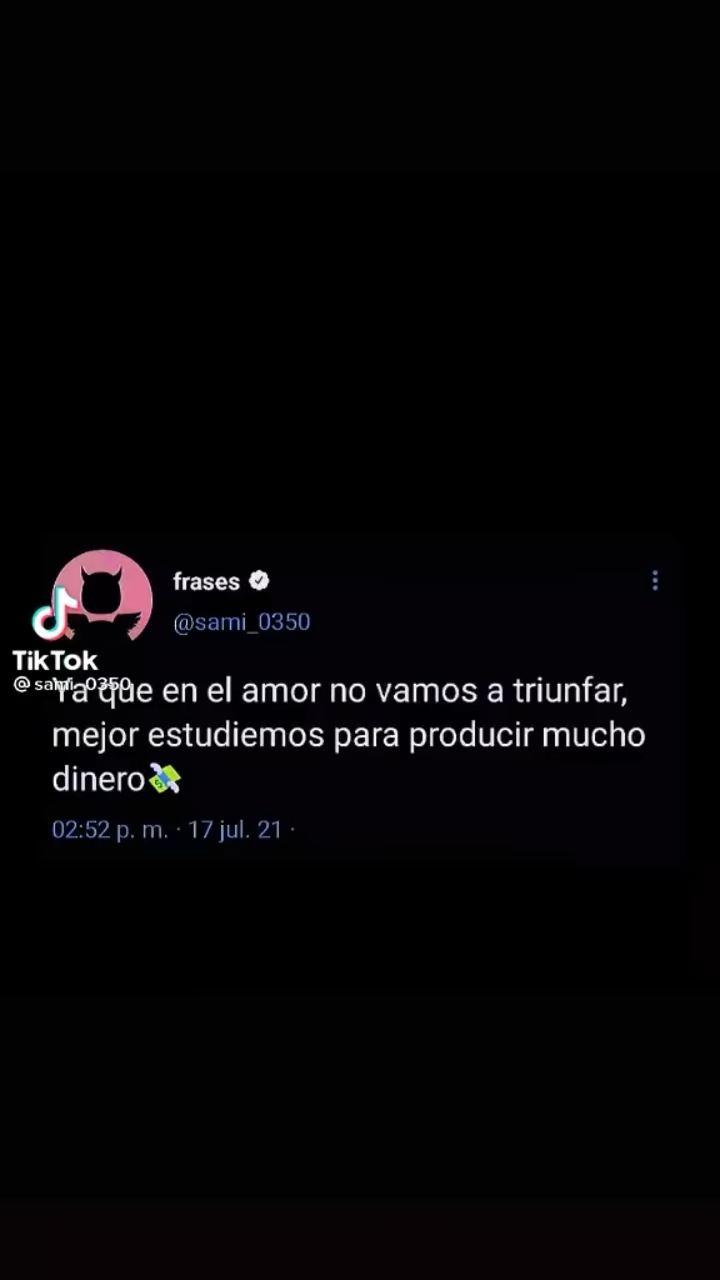 frases
@sami_0350
TikTok
@sami_0350
Ya que en el amor no vamos a triunfar,
mejor estudiemos para producir mucho
dinero💸
02:52 p. m. · 17 jul. 21 ·